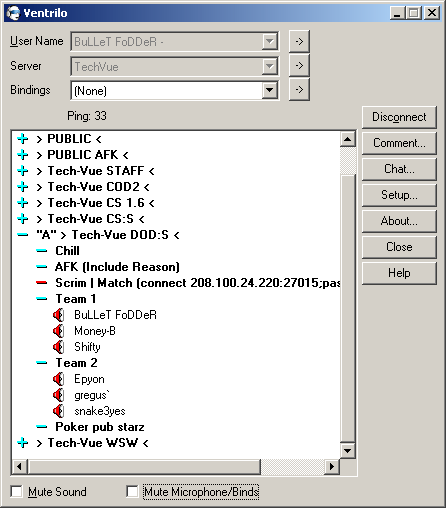 Ventrilo
User Name BuLLeT FoDDeR - ->
Server TechVue ->
Bindings (None) ->
Ping: 33
Disconnect
Comment...
Chat...
Setup...
About...
Close
Help
> PUBLIC <
> PUBLIC AFK <
> Tech-Vue STAFF <
> Tech-Vue COD2 <
> Tech-Vue CS 1.6 <
> Tech-Vue CS:S <
"A" > Tech-Vue DOD:S <
Chill
AFK (Include Reason)
Scrim | Match (connect 208.100.24.220:27015;pas
Team 1
BuLLeT FoDDeR
Money-B
Shifty
Team 2
Epyon
gregus`
snake3yes
Poker pub starz
> Tech-Vue WSW <
Mute Sound Mute Microphone/Binds